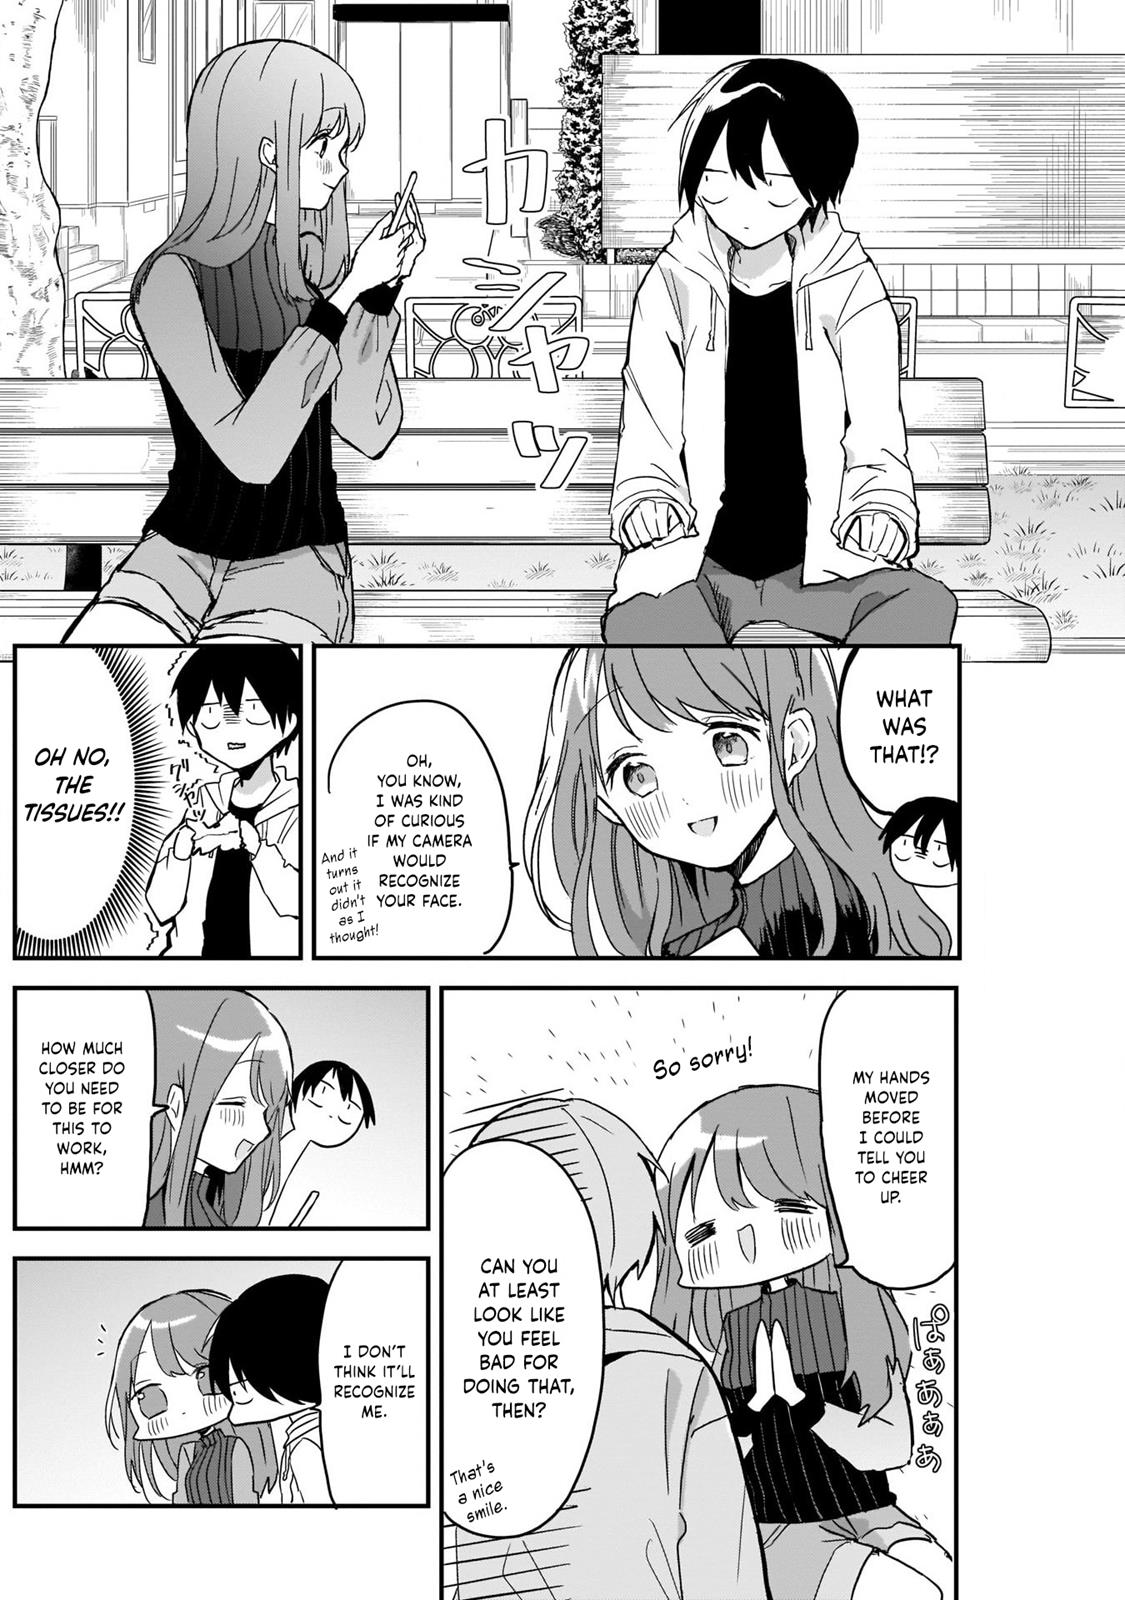 カシャッ
WHAT
WAS
THAT!?
OH,
YOU KNOW,
I WAS KIND
OF CURIOUS
IF MY CAMERA
WOULD
RECOGNIZE
YOUR FACE.
And it
turns
out it
didn't
as I
thought!
OH NO,
THE
TISSUES!!
MY HANDS
MOVED
BEFORE
I COULD
TELL YOU
TO CHEER
UP.
So sorry!
ぱぁぁぁぁ
CAN YOU
AT LEAST
LOOK LIKE
YOU FEEL
BAD FOR
DOING THAT,
THEN?
That's
a nice
smile.
HOW MUCH
CLOSER DO
YOU NEED
TO BE FOR
THIS TO
WORK,
HMM?
I DON'T
THINK IT'LL
RECOGNIZE
ME.